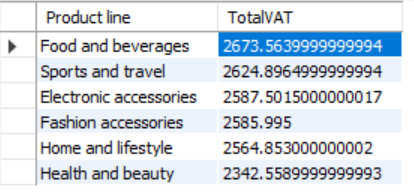 Product line TotalVAT
Food and beverages 2673.5639999999994
Sports and travel 2624.8964999999994
Electronic accessories 2587.5015000000017
Fashion accessories 2585.995
Home and lifestyle 2564.853000000002
Health and beauty 2342.5589999999993